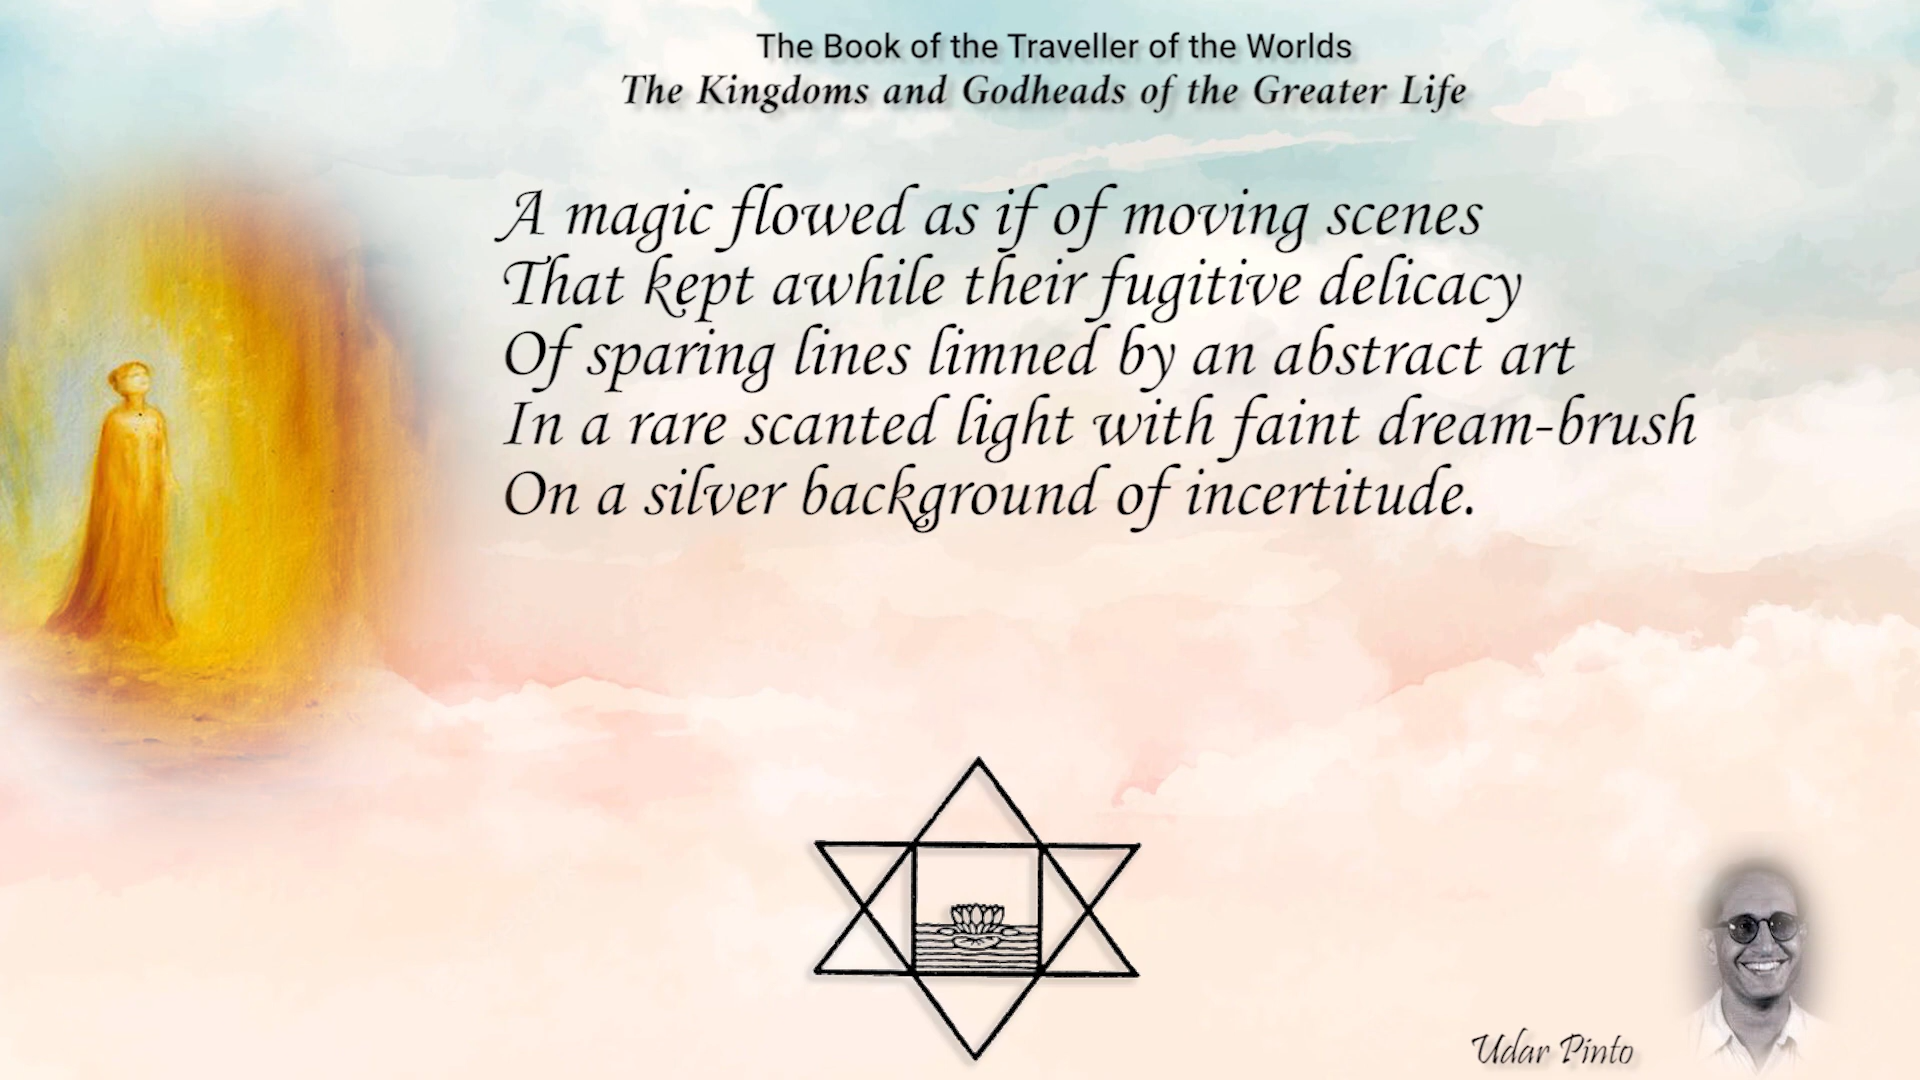 The Book of the Traveller of the Worlds
The Kingdoms and Godheads of the Greater Life
A magic flowed as if of moving scenes
That kept awhile their fugitive delicacy
Of sparing lines limned by an abstract art
In a rare scanted light with faint dream-brush
On a silver background of incertitude.
Udar Pinto